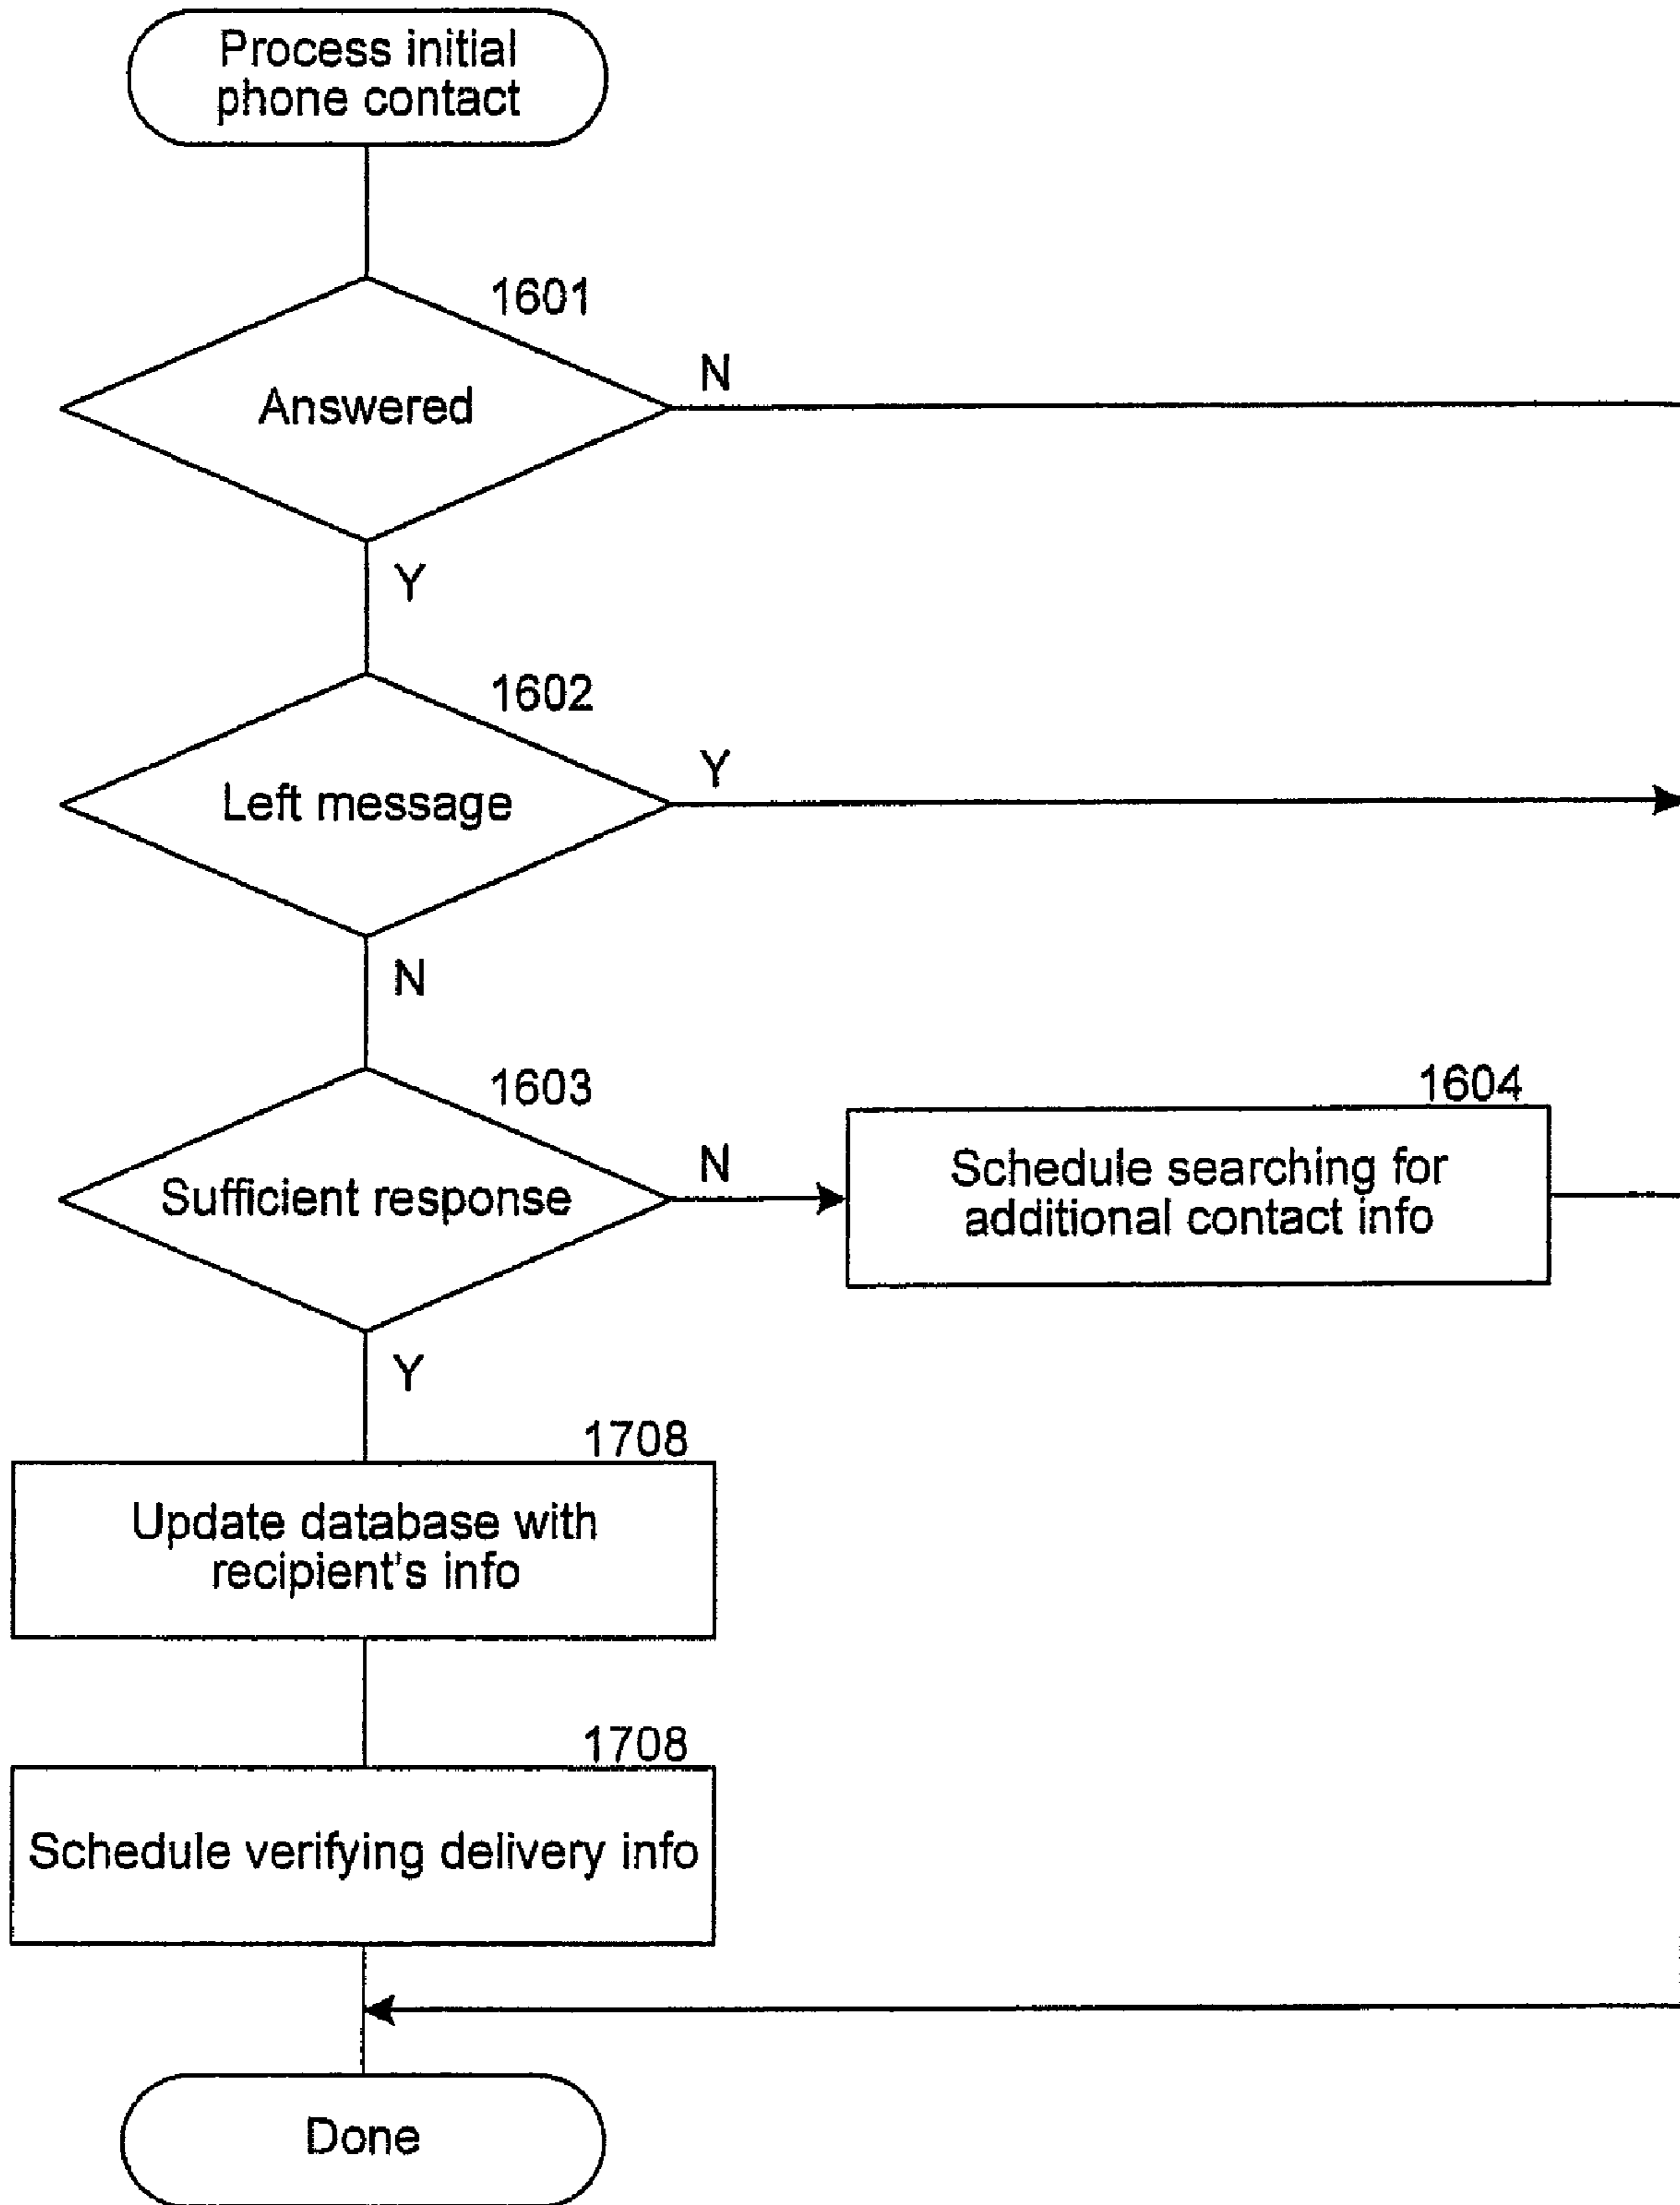 Process initial
phone contact
1601
Answered
N
Y
1602
Left message
Y
N
1603
Sufficient response
N
1604
Schedule searching for
additional contact info
Y
1708
Update database with
recipient's info
1708
Schedule verifying delivery info
Done